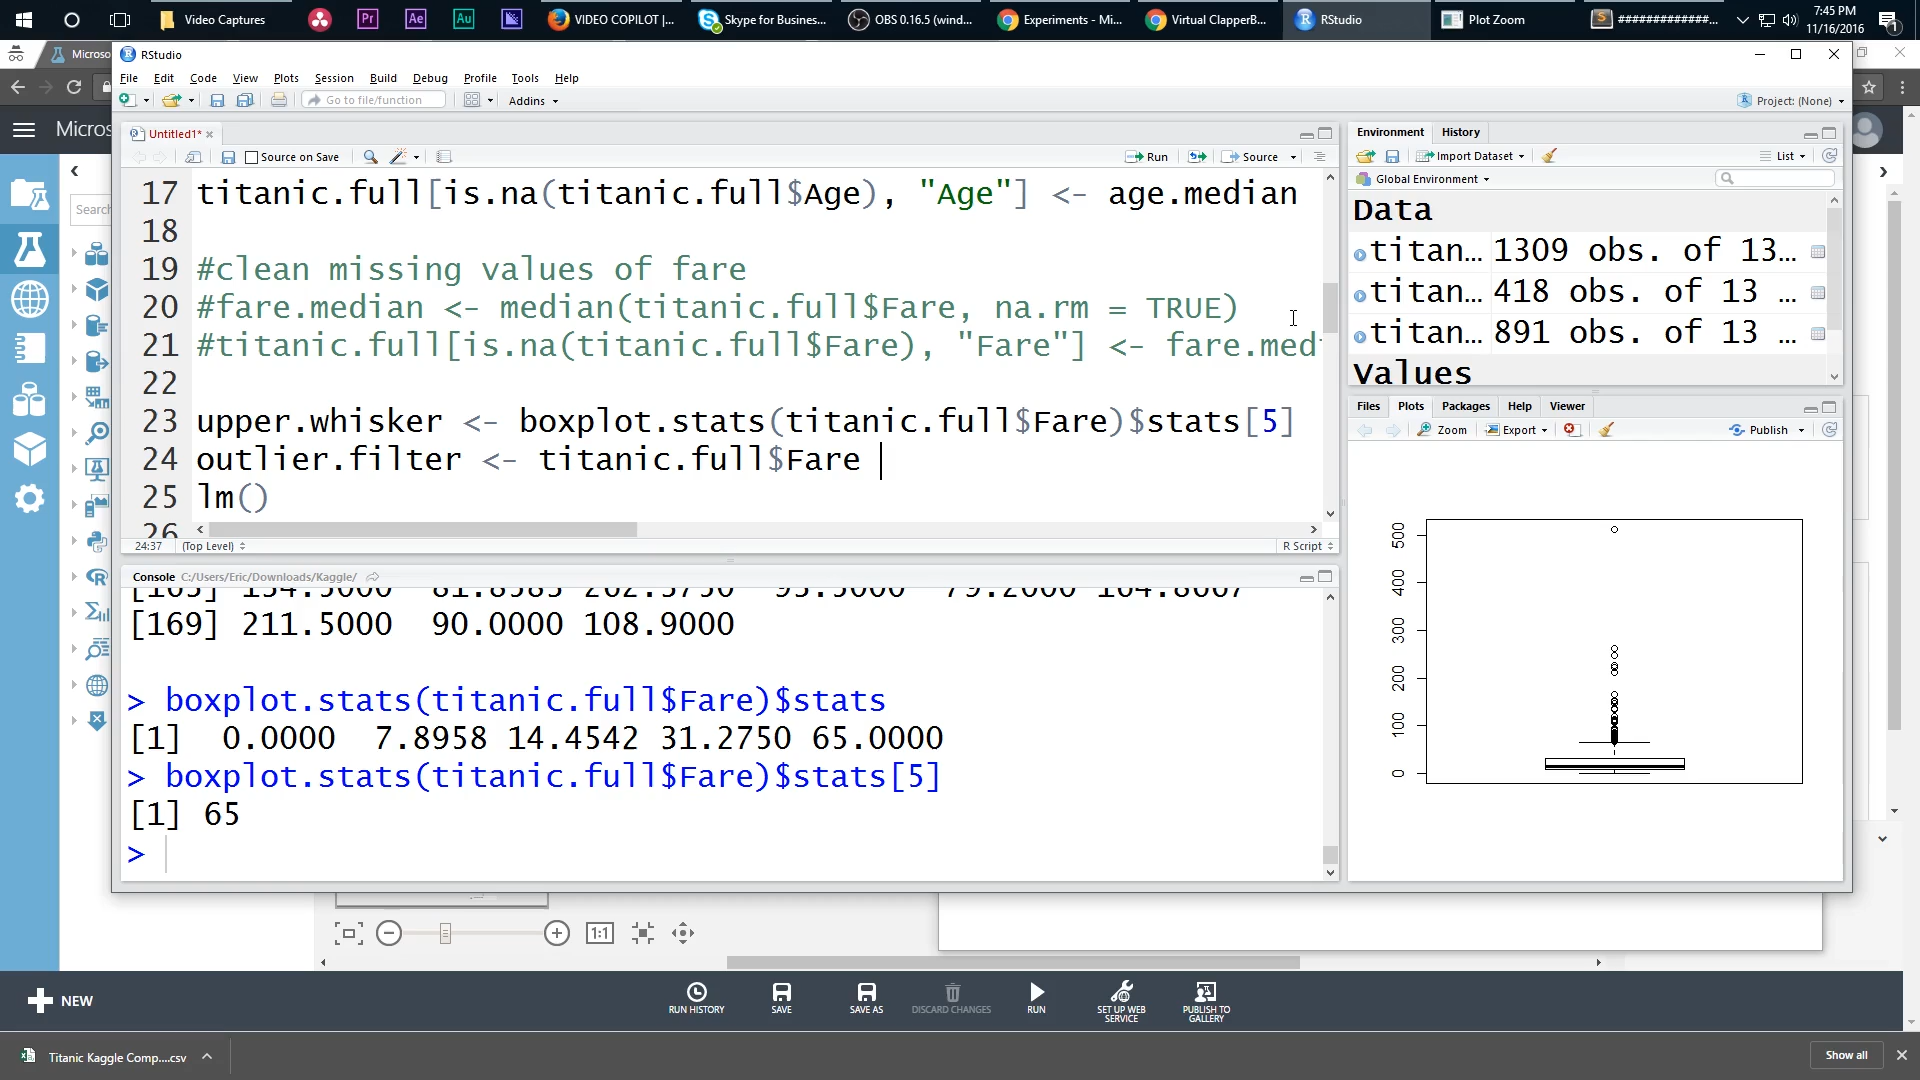 Video Captures
Pr
Ae
Au
VIDEO COPILOT |...
Skype for Busines...
OBS 0.16.5 (wind...
Experiments - Mi...
Virtual ClapperB...
RStudio
Plot Zoom
#############...
7:45 PM
11/16/2016
Microso
RStudio
File Edit Code View Plots Session Build Debug Profile Tools Help
Go to file/function
Addins
Project: (None)
Micros
Search
Untitled1*
Source on Save
Run
Source
17 titanic.full[is.na(titanic.full$Age), "Age"] <- age.median
18
19 #clean missing values of fare
20 #fare.median <- median(titanic.full$Fare, na.rm = TRUE)
21 #titanic.full[is.na(titanic.full$Fare), "Fare"] <- fare.med
22
23 upper.whisker <- boxplot.stats(titanic.full$Fare)$stats[5]
24 outlier.filter <- titanic.full$Fare
25 lm()
26
24:37 (Top Level)
R Script
Console C:/Users/Eric/Downloads/Kaggle/
[169] 211.5000 90.0000 108.9000
> boxplot.stats(titanic.full$Fare)$stats
[1] 0.0000 7.8958 14.4542 31.2750 65.0000
> boxplot.stats(titanic.full$Fare)$stats[5]
[1] 65
>
Environment History
Import Dataset
List
Global Environment
Data
titan... 1309 obs. of 13...
titan... 418 obs. of 13 ...
titan... 891 obs. of 13 ...
Values
Files Plots Packages Help Viewer
Zoom Export Publish
500
400
300
200
100
0
1:1
NEW
RUN HISTORY
SAVE
SAVE AS
DISCARD CHANGES
RUN
SET UP WEB SERVICE
PUBLISH TO GALLERY
Titanic Kaggle Comp....csv
Show all